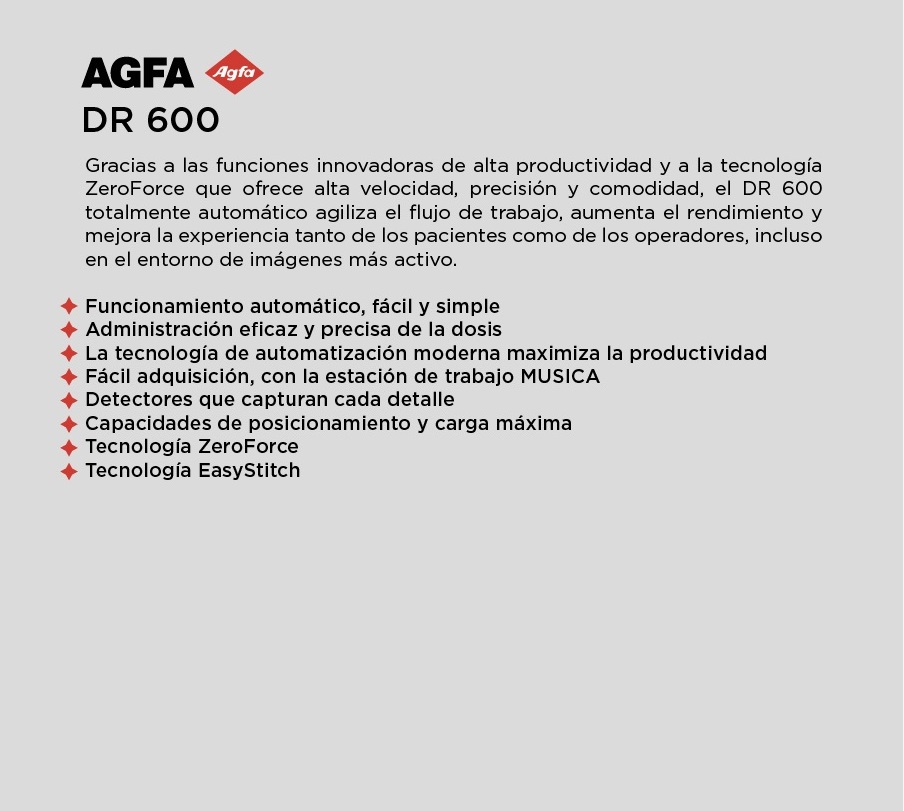 AGFA Agfa
DR 600
Gracias a las funciones innovadoras de alta productividad y a la tecnología
ZeroForce que ofrece alta velocidad, precisión y comodidad, el DR 600
totalmente automático agiliza el flujo de trabajo, aumenta el rendimiento y
mejora la experiencia tanto de los pacientes como de los operadores, incluso
en el entorno de imágenes más activo.
Funcionamiento automático, fácil y simple
Administración eficaz y precisa de la dosis
La tecnología de automatización moderna maximiza la productividad
Fácil adquisición, con la estación de trabajo MUSICA
Detectores que capturan cada detalle
Capacidades de posicionamiento y carga máxima
Tecnología ZeroForce
Tecnología EasyStitch